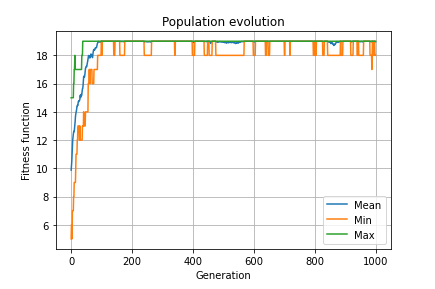 Population evolution
Fitness function
18
16
14
12
10
8
6
0
200
400
600
800
1000
Generation
Mean
Min
Max